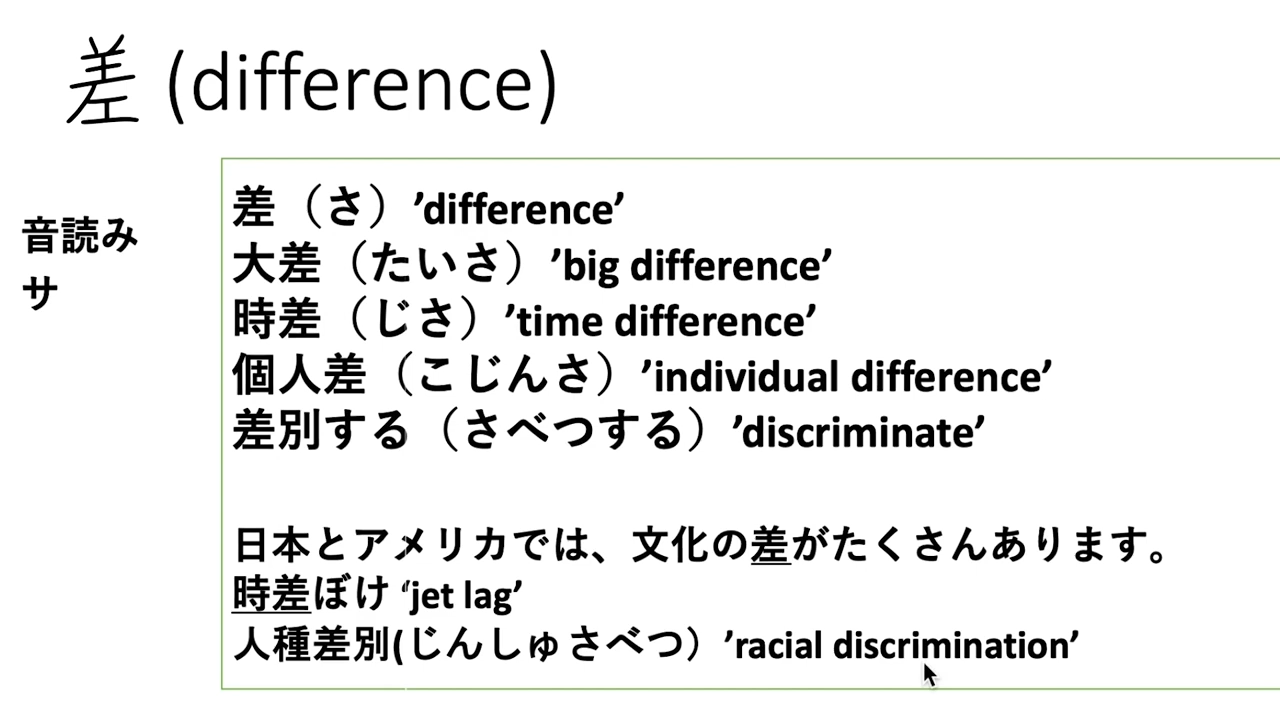 差 (difference)
音読み
サ
差（さ）’difference’
大差（たいさ）’big difference’
時差（じさ）’time difference’
個人差（こじんさ）’individual difference’
差別する（さべつする）’discriminate’
日本とアメリカでは、文化の差がたくさんあります。
時差ぼけ ‘jet lag’
人種差別(じんしゅさべつ）’racial discrimination’